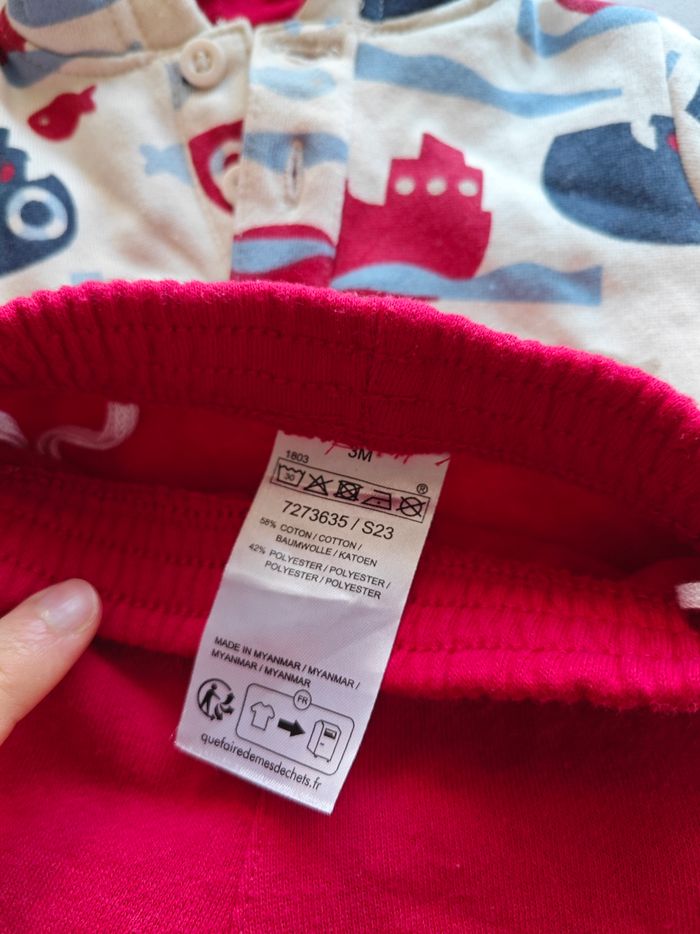 3M
1803
30
®
7273635 / S23
58% COTON / COTTON /
BAUMWOLLE / KATOEN
42% POLYESTER / POLYESTER /
POLYESTER / POLYESTER
MADE IN MYANMAR / MYANMAR /
MYANMAR / MYANMAR
FR
quefairedemesdechets.fr